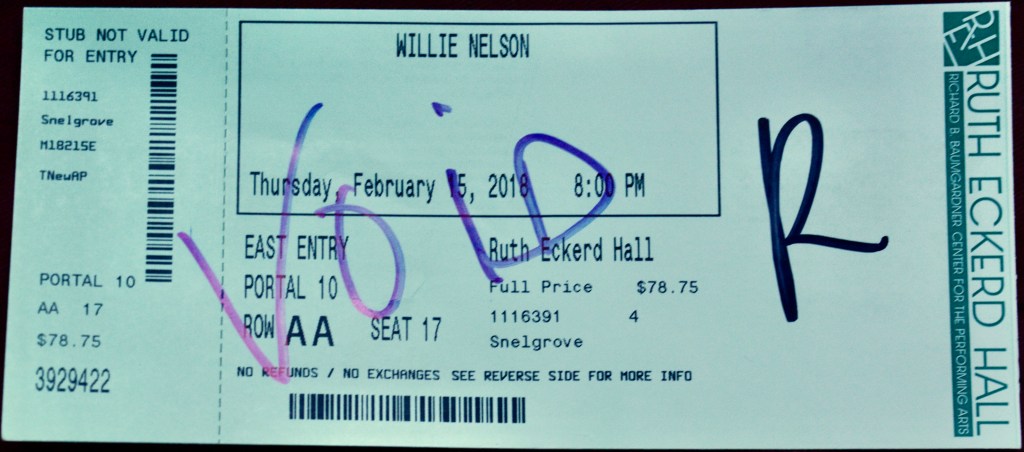 STUB NOT VALID
FOR ENTRY
1116391
Snelgrove
M18215E
TNewAP
PORTAL 10
AA 17
$78.75
3929422
WILLIE NELSON
Thursday, February 15, 2018 8:00 PM
EAST ENTRY Ruth Eckerd Hall
PORTAL 10 Full Price $78.75
ROW AA SEAT 17 1116391 4
Snelgrove
NO REFUNDS / NO EXCHANGES SEE REVERSE SIDE FOR MORE INFO
VOiD
R
REH
RUTH ECKERD HALL
RICHARD B. BAUMGARDNER CENTER FOR THE PERFORMING ARTS